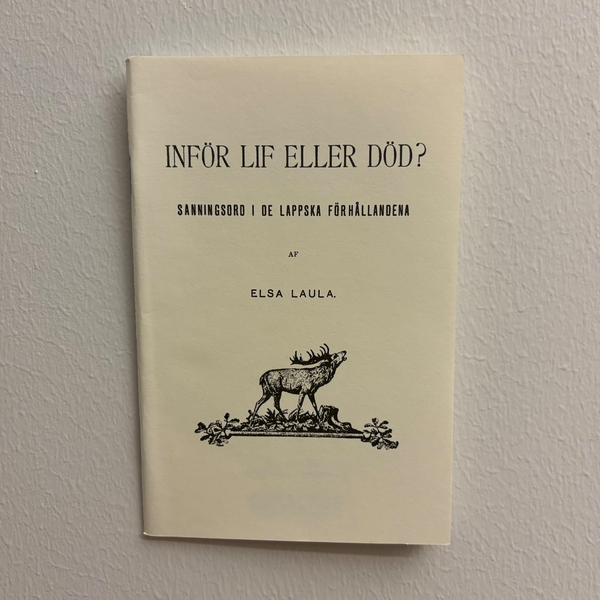 INFÖR LIF ELLER DÖD?
SANNINGSORD I DE LAPPSKA FÖRHÅLLANDENA
AF
ELSA LAULA.